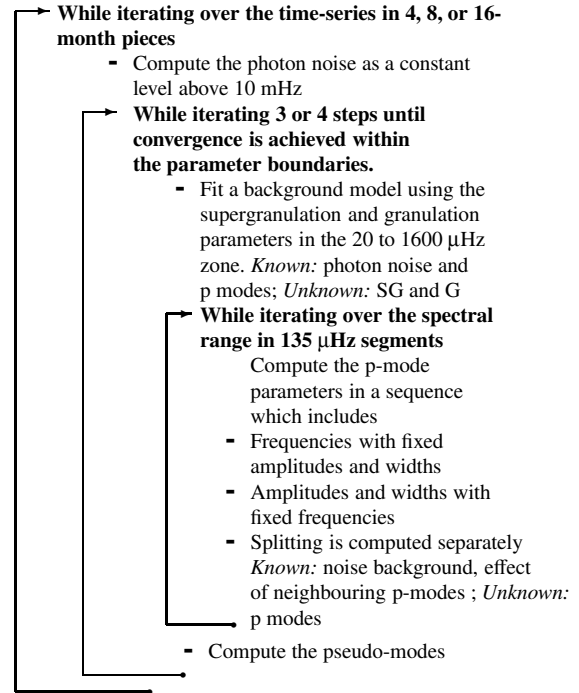 While iterating over the time-series in 4, 8, or 16-
month pieces
- Compute the photon noise as a constant
level above 10 mHz
While iterating 3 or 4 steps until
convergence is achieved within
the parameter boundaries.
- Fit a background model using the
supergranulation and granulation
parameters in the 20 to 1600 μHz
zone. Known: photon noise and
p modes; Unknown: SG and G
While iterating over the spectral
range in 135 μHz segments
Compute the p-mode
parameters in a sequence
which includes
- Frequencies with fixed
amplitudes and widths
- Amplitudes and widths with
fixed frequencies
- Splitting is computed separately
Known: noise background, effect
of neighbouring p-modes ; Unknown:
p modes
- Compute the pseudo-modes